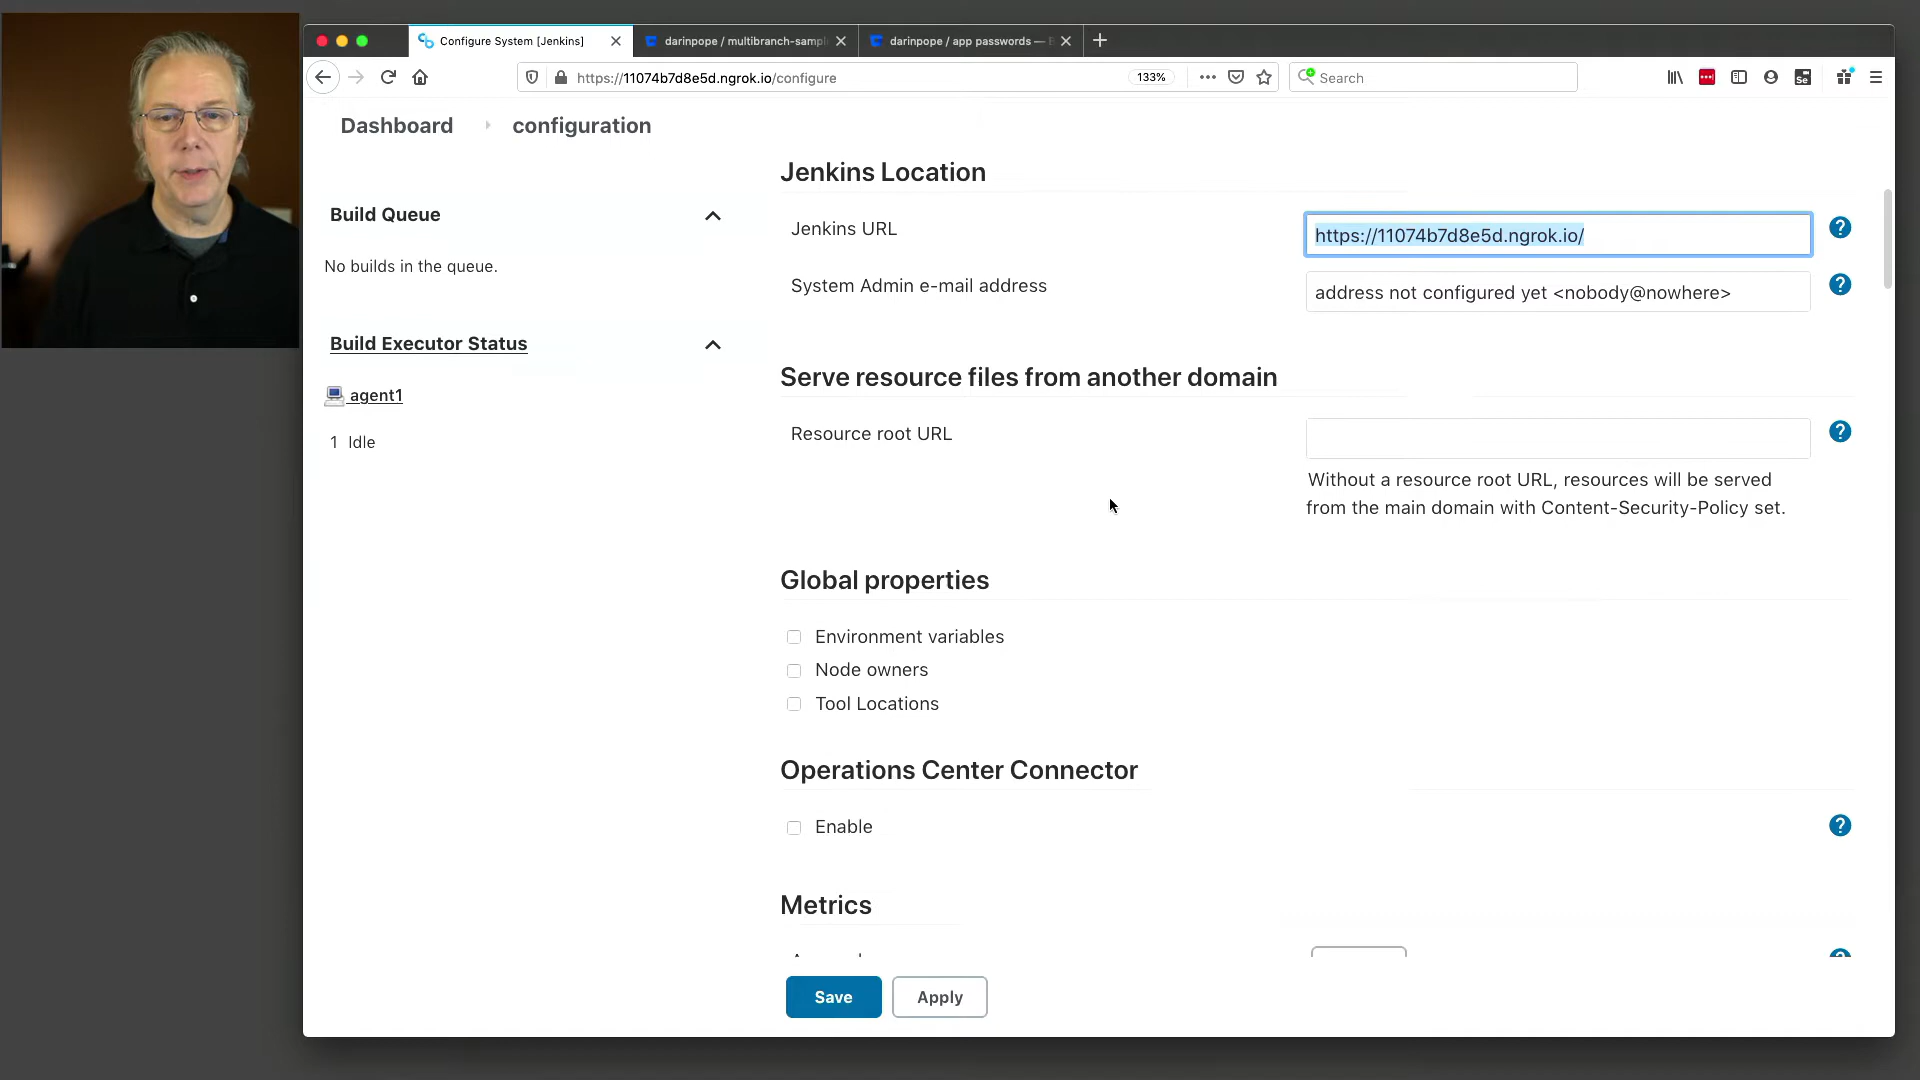 Configure System [Jenkins]
darinpope / multibranch-sampl
darinpope / app passwords — B
https://11074b7d8e5d.ngrok.io/configure
133%
Search
Dashboard
configuration
Build Queue
No builds in the queue.
Build Executor Status
agent1
1 Idle
Jenkins Location
Jenkins URL
https://11074b7d8e5d.ngrok.io/
System Admin e-mail address
address not configured yet <nobody@nowhere>
Serve resource files from another domain
Resource root URL
Without a resource root URL, resources will be served
from the main domain with Content-Security-Policy set.
Global properties
Environment variables
Node owners
Tool Locations
Operations Center Connector
Enable
Metrics
Save
Apply